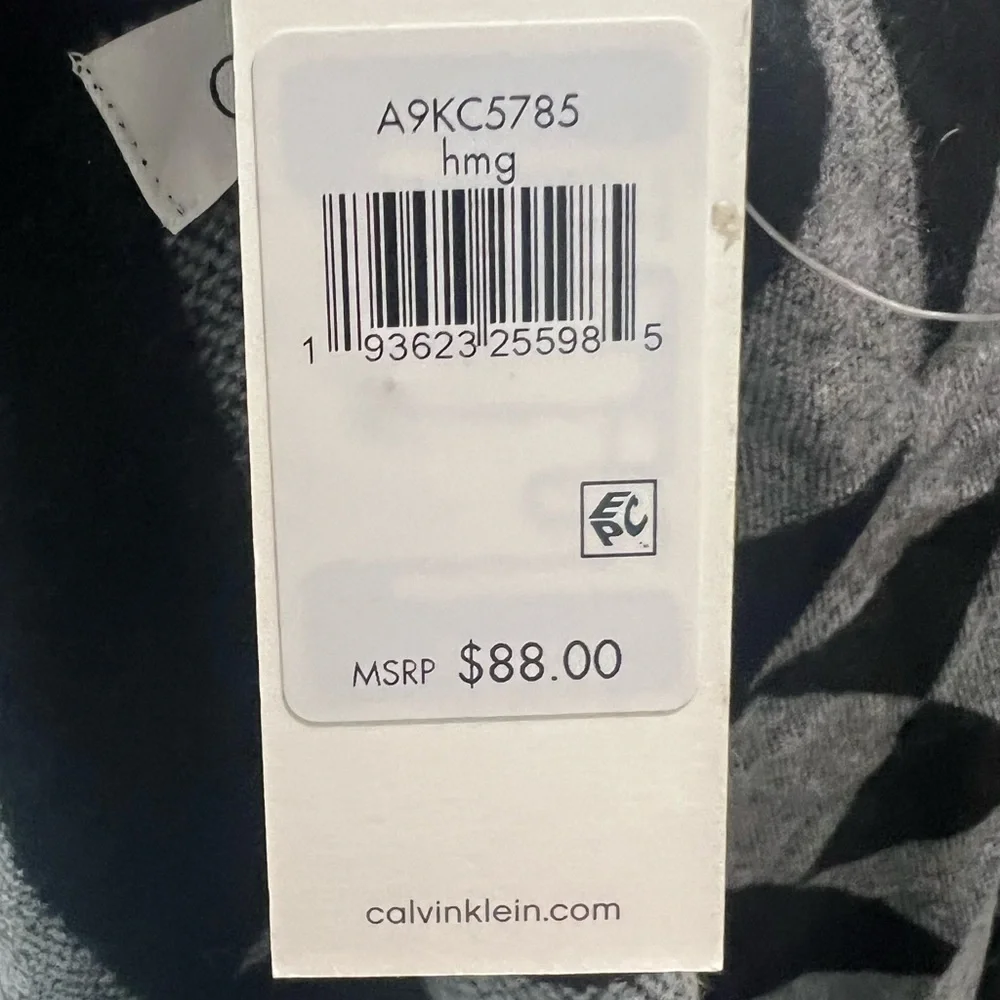 A9KC5785
hmg
1 93623 25598 5
EPC
MSRP $88.00
calvinklein.com